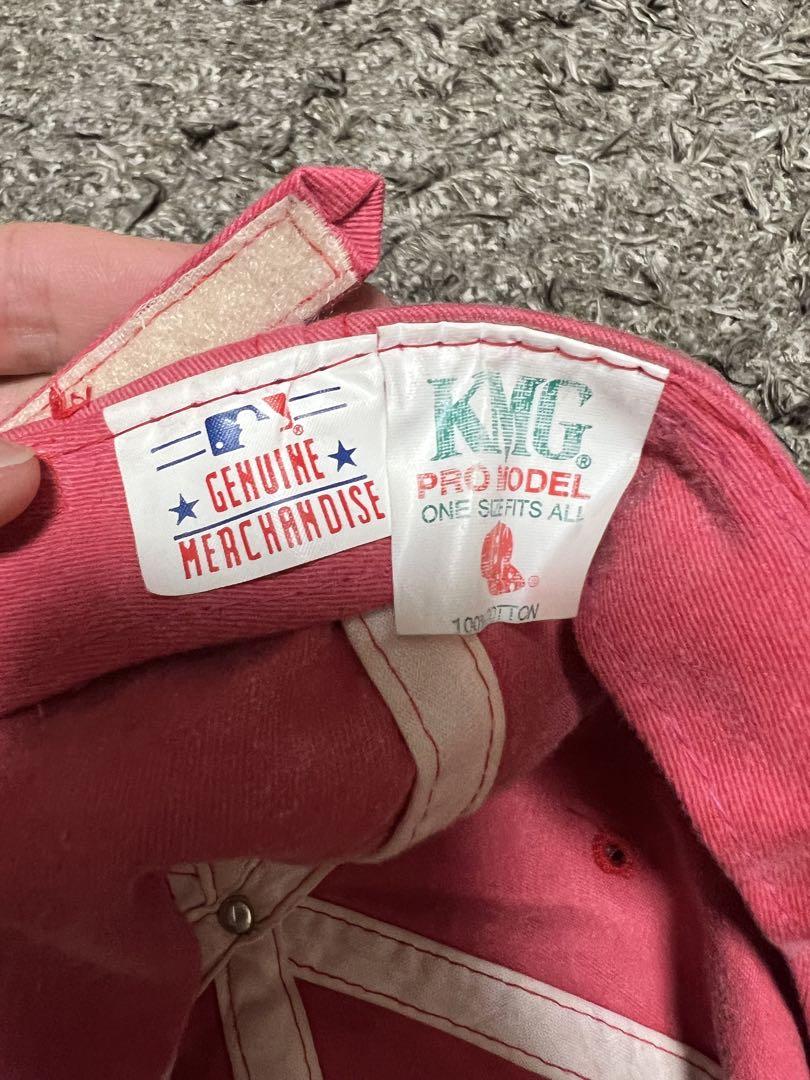 GENUINE
MERCHANDISE
KMG®
PRO MODEL
ONE SIZE FITS ALL
100% COTTON